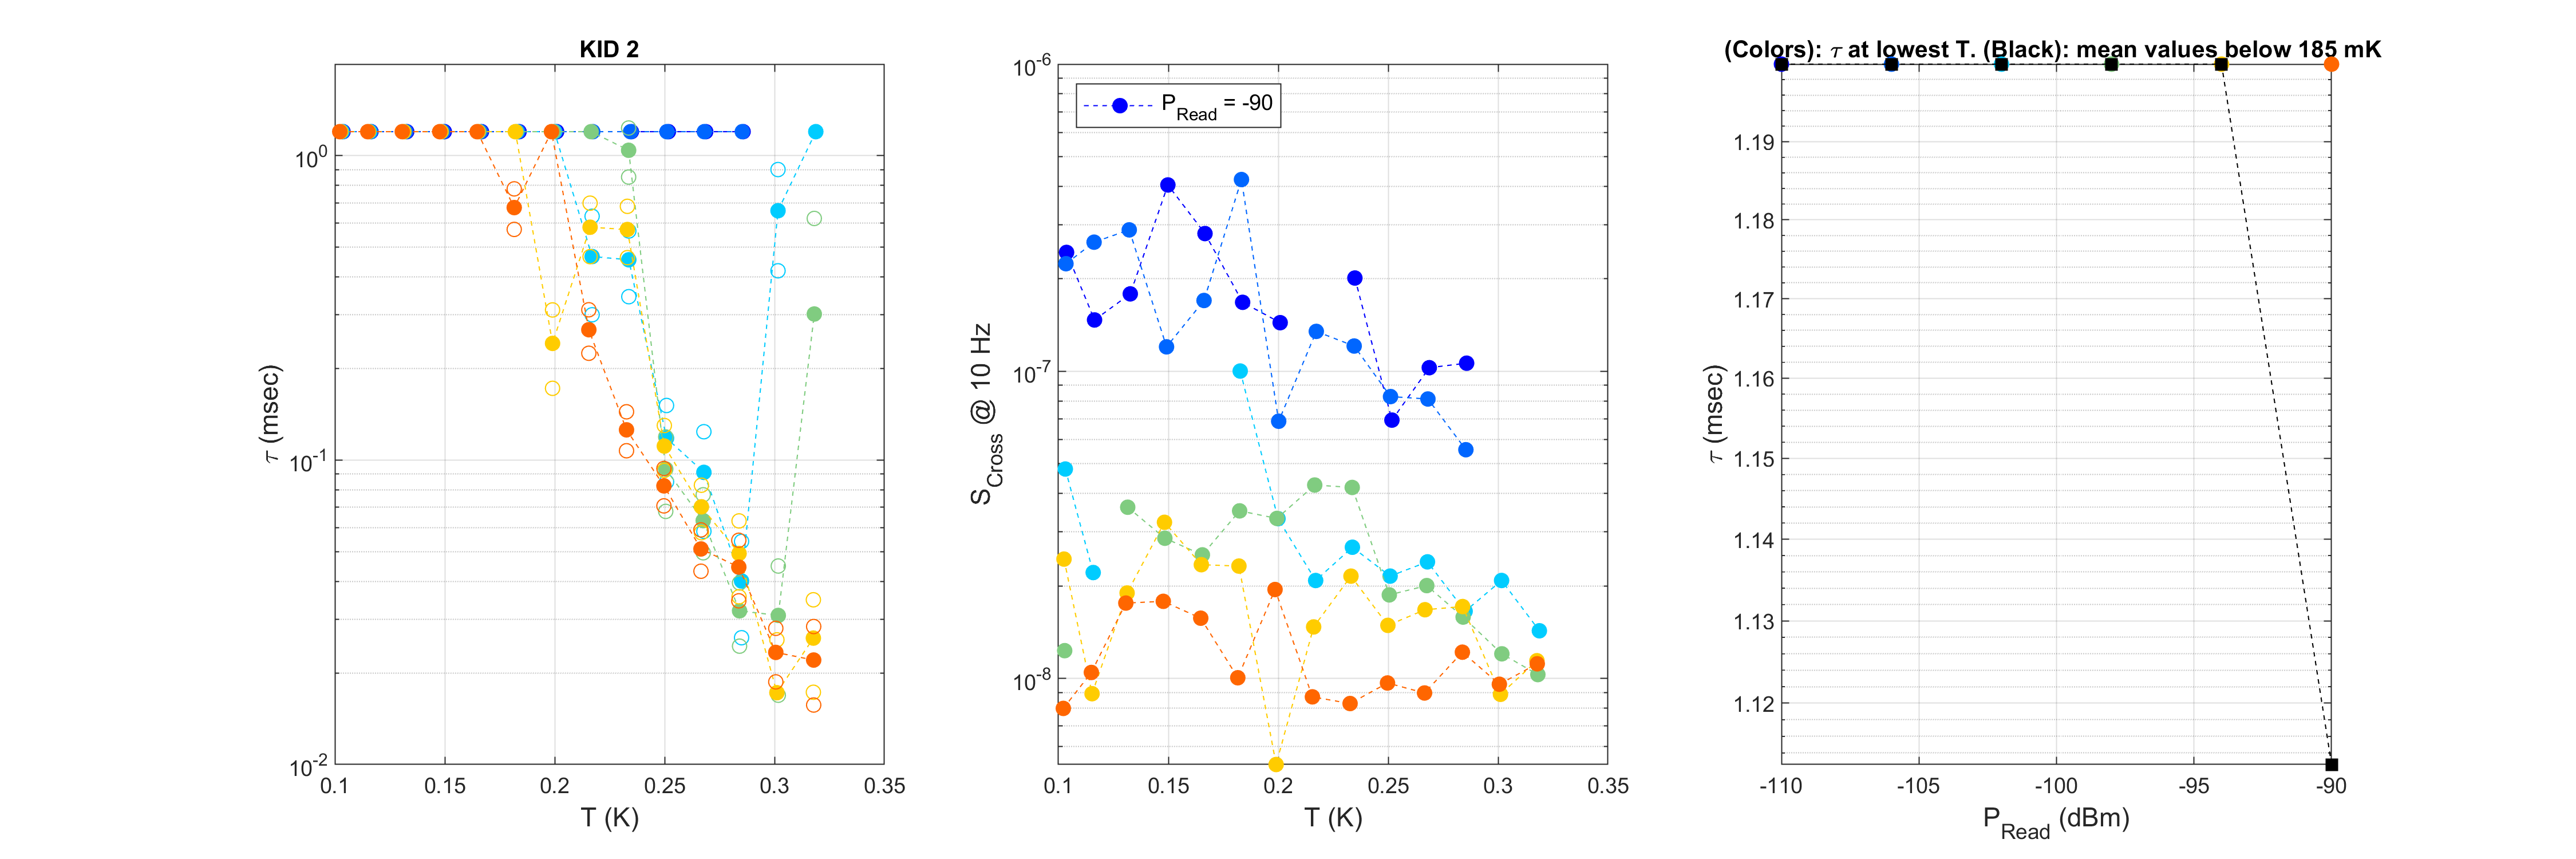 KID 2
10^0
10^-1
10^-2
τ (msec)
0.1 0.15 0.2 0.25 0.3 0.35
T (K)
10^-6
10^-7
10^-8
S_Cross @ 10 Hz
P_Read = -90
0.1 0.15 0.2 0.25 0.3 0.35
T (K)
(Colors): τ at lowest T. (Black): mean values below 185 mK
1.19
1.18
1.17
1.16
1.15
1.14
1.13
1.12
τ (msec)
-110 -105 -100 -95 -90
P_Read (dBm)